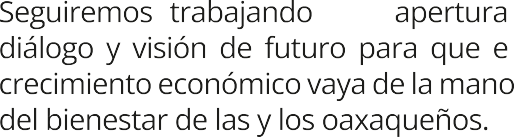 Seguiremos trabajando apertura
diálogo y visión de futuro para que e
crecimiento económico vaya de la mano
del bienestar de las y los oaxaqueños.